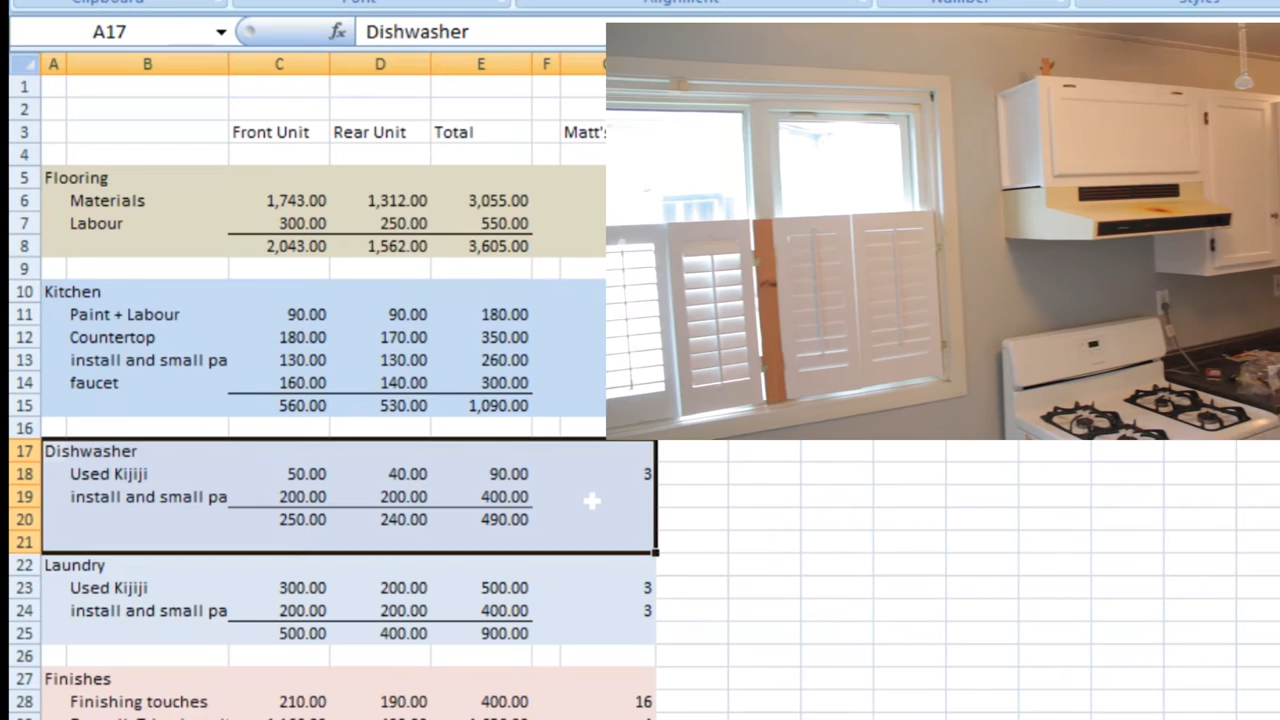 Clipboard Font Alignment Number Styles
A17 fx Dishwasher
A B C D E F
1
2
3 Front Unit Rear Unit Total Matt's
4
5 Flooring
6 Materials 1,743.00 1,312.00 3,055.00
7 Labour 300.00 250.00 550.00
8 2,043.00 1,562.00 3,605.00
9
10 Kitchen
11 Paint + Labour 90.00 90.00 180.00
12 Countertop 180.00 170.00 350.00
13 install and small pa 130.00 130.00 260.00
14 faucet 160.00 140.00 300.00
15 560.00 530.00 1,090.00
16
17 Dishwasher
18 Used Kijiji 50.00 40.00 90.00 3
19 install and small pa 200.00 200.00 400.00
20 250.00 240.00 490.00
21
22 Laundry
23 Used Kijiji 300.00 200.00 500.00 3
24 install and small pa 200.00 200.00 400.00 3
25 500.00 400.00 900.00
26
27 Finishes
28 Finishing touches 210.00 190.00 400.00 16